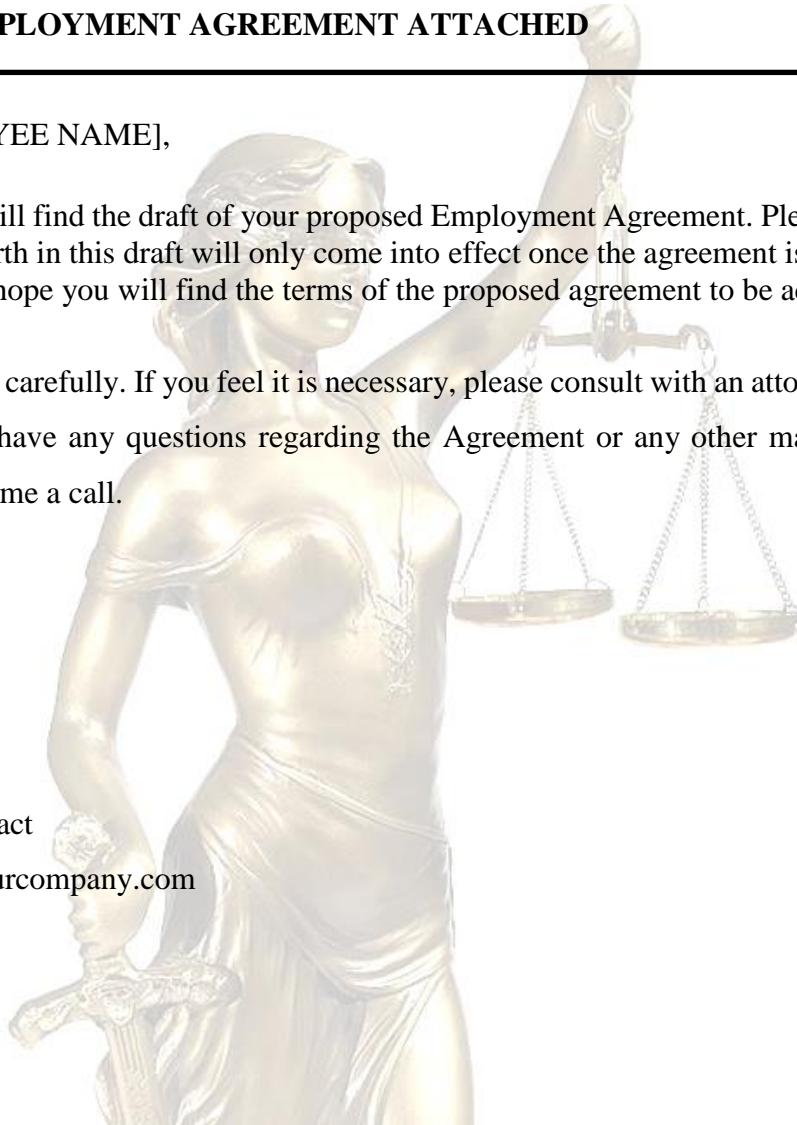 PLOYMENT AGREEMENT ATTACHED
YEE NAME],
ill find the draft of your proposed Employment Agreement. Ple
rth in this draft will only come into effect once the agreement is
hope you will find the terms of the proposed agreement to be a
carefully. If you feel it is necessary, please consult with an atto
have any questions regarding the Agreement or any other ma
me a call.
act
urcompany.com